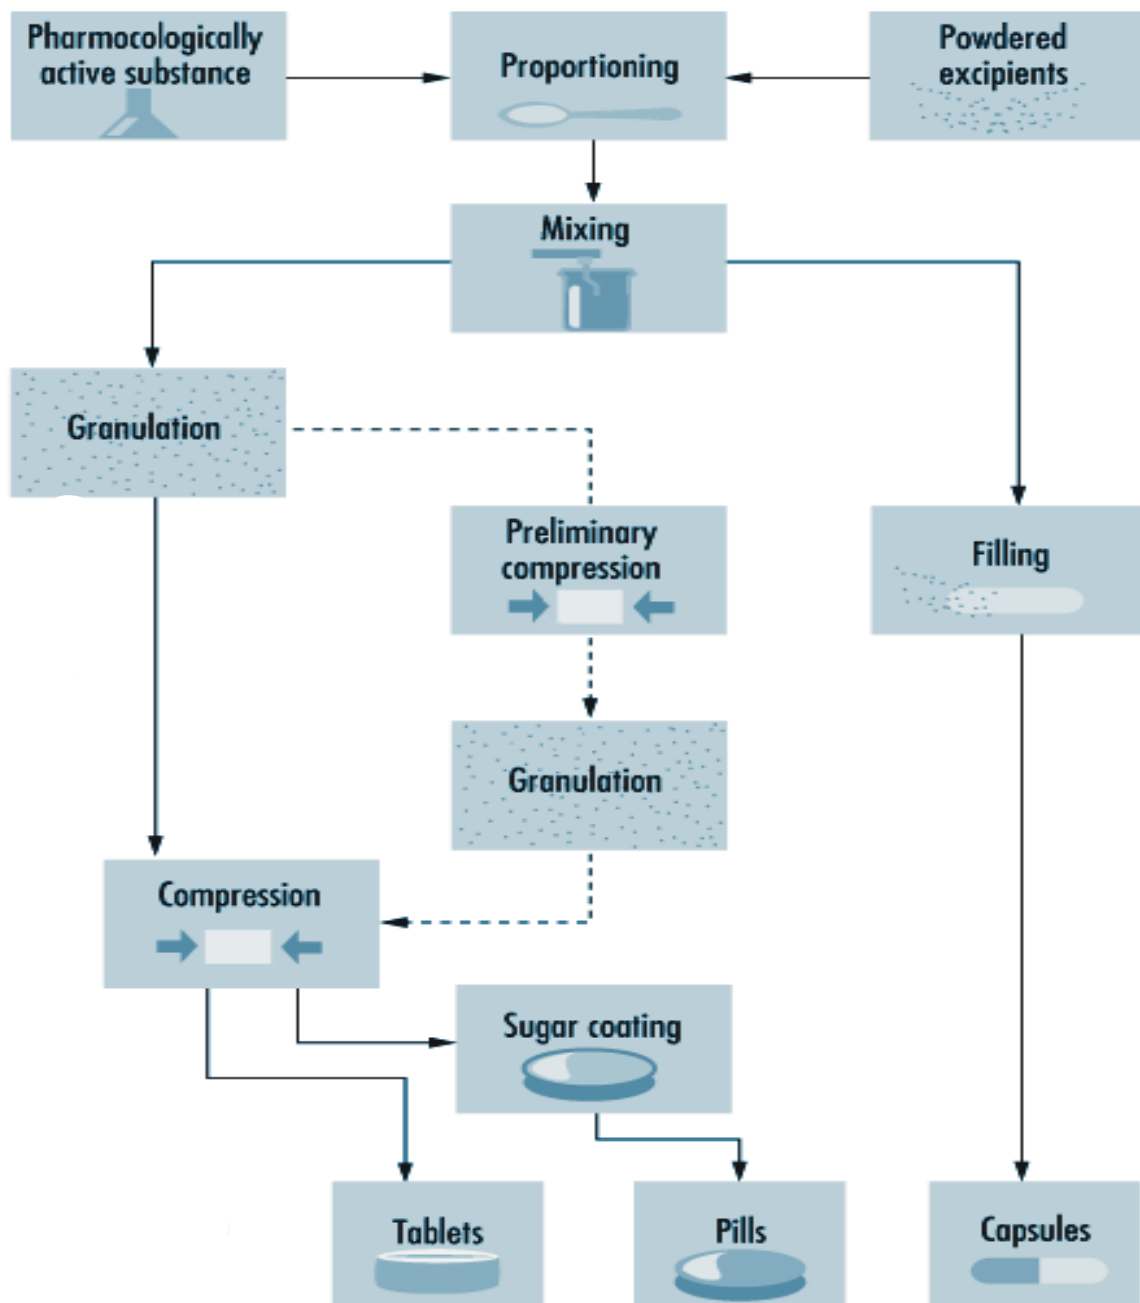 Pharmocologically
active substance
Proportioning
Powdered
excipients
Mixing
Granulation
Preliminary
compression
Filling
Granulation
Compression
Sugar coating
Tablets
Pills
Capsules